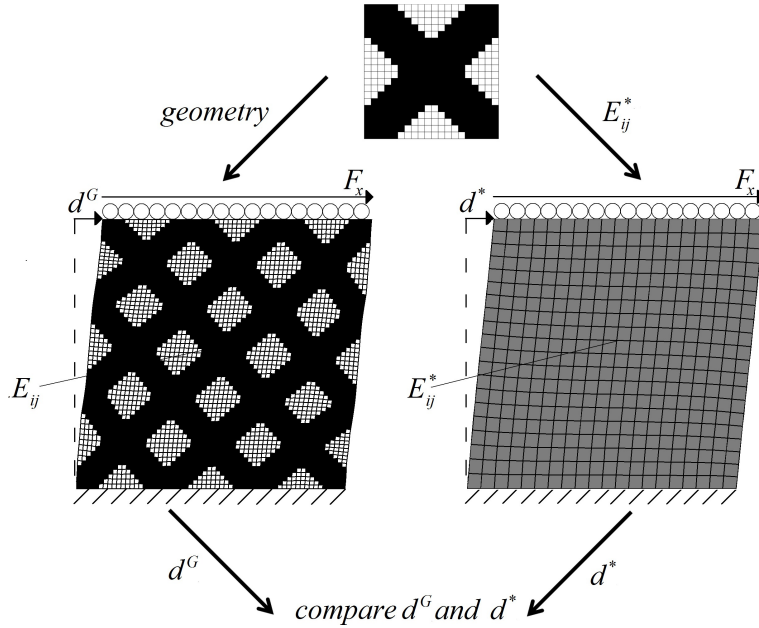 geometry
E*ij
Fx
dG
Fx
d*
Eij
E*ij
dG
d*
compare dG and d*